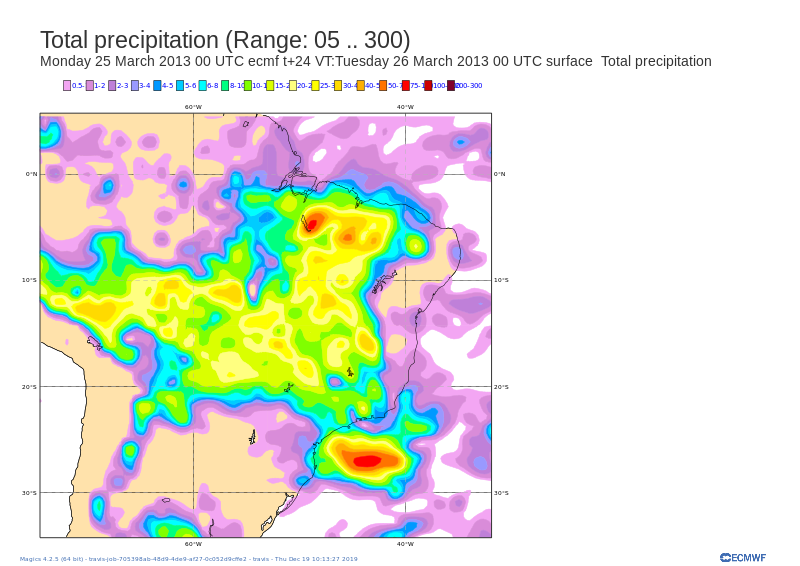 Total precipitation (Range: 05 .. 300)
Monday 25 March 2013 00 UTC ecmf t+24 VT:Tuesday 26 March 2013 00 UTC surface  Total precipitation
0.5- 1-2 2-3 3-4 4-5 5-6 6-8 8-10 10-1 15-2 20-2 25-3 30-4 40-5 50-7 75-1 100- 200-300
60°W 40°W
0°N 0°N
10°S 10°S
20°S 20°S
30°S 30°S
60°W 40°W
Magics 4.2.5 (64 bit) - travis-job-705398ab-48d9-4de9-af27-0c052d9cffe2 - travis - Thu Dec 19 10:13:27 2019
ECMWF